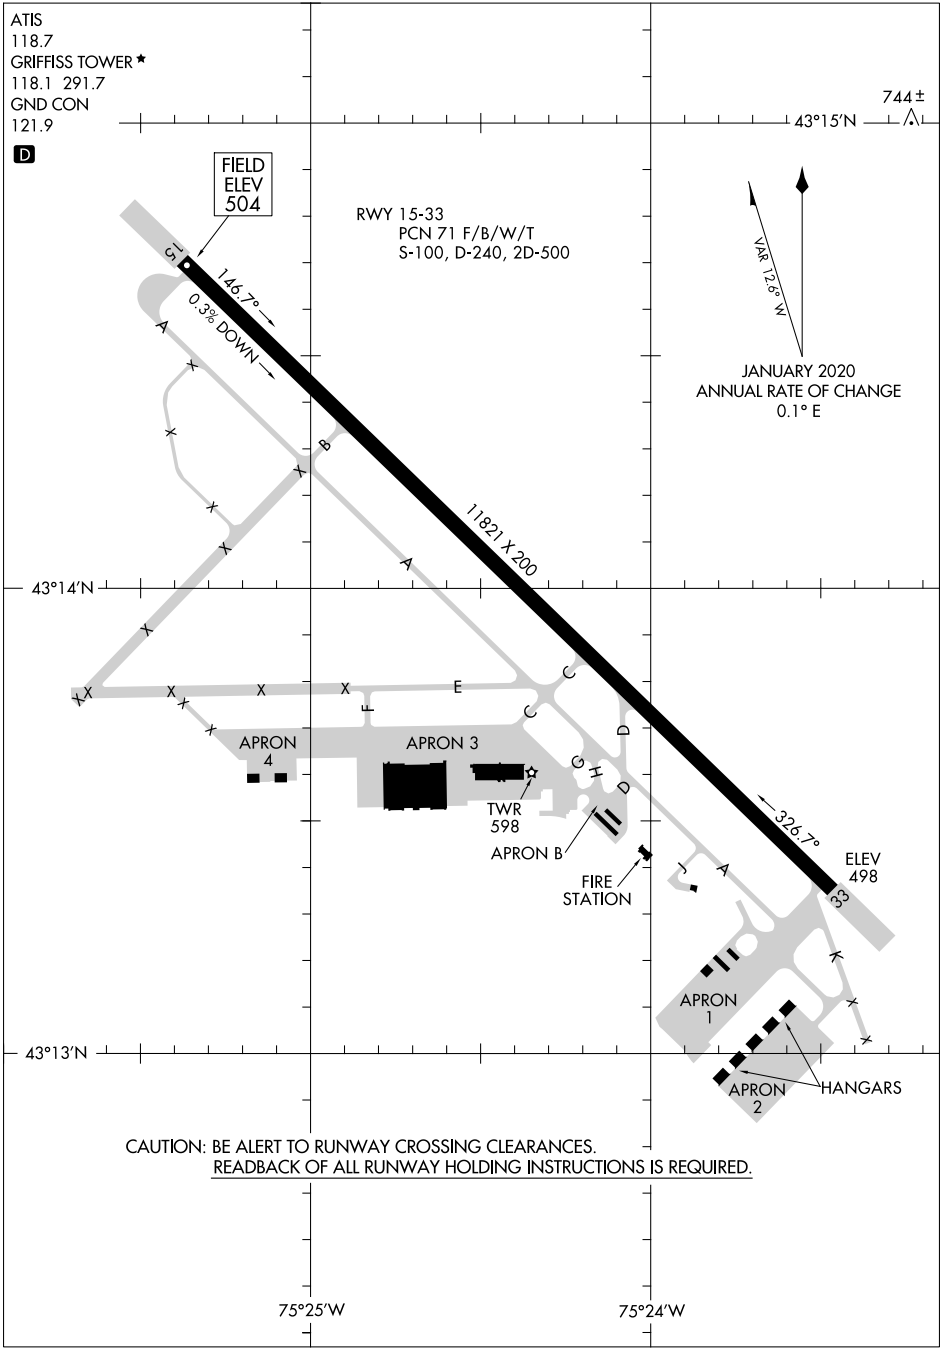 ATIS
118.7
GRIFFISS TOWER★
118.1 291.7
GND CON
121.9
D
744±
43°15'N
FIELD
ELEV
504
RWY 15-33
PCN 71 F/B/W/T
S-100, D-240, 2D-500
VAR 12.6° W
JANUARY 2020
ANNUAL RATE OF CHANGE
0.1° E
15
146.7°
0.3% DOWN
A
X
X
B
X
X
X
11821 X 200
A
43°14'N
X
C
X
X
X
X
X
E
X
F
C
X
D
APRON
4
APRON 3
G
H
D
TWR
598
APRON B
326.7°
FIRE
STATION
J
A
ELEV
498
33
K
APRON
1
X
X
43°13'N
APRON
2
HANGARS
CAUTION: BE ALERT TO RUNWAY CROSSING CLEARANCES.
READBACK OF ALL RUNWAY HOLDING INSTRUCTIONS IS REQUIRED.
75°25'W
75°24'W